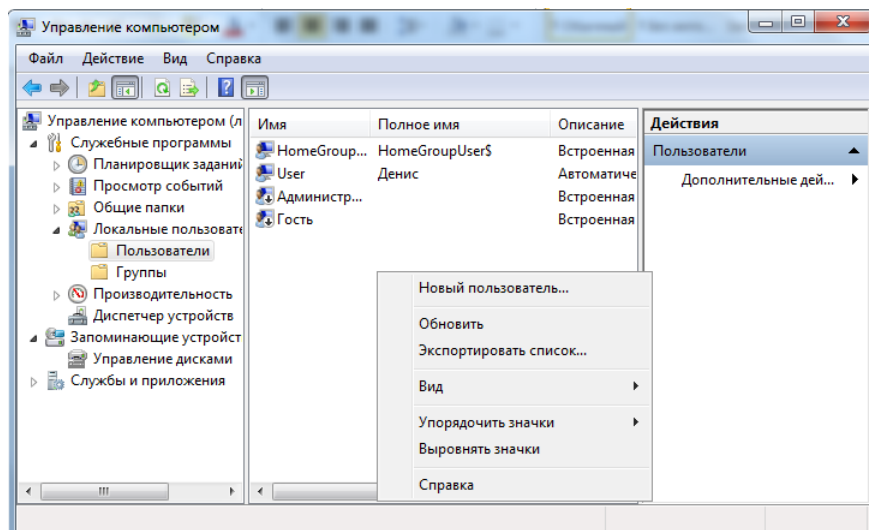 Управление компьютером
Файл Действие Вид Справка
Управление компьютером (л
Служебные программы
Планировщик заданий
Просмотр событий
Общие папки
Локальные пользовате
Пользователи
Группы
Производительность
Диспетчер устройств
Запоминающие устройст
Управление дисками
Службы и приложения
Имя Полное имя Описание
HomeGroup... HomeGroupUser$ Встроенная
User Денис Автоматиче
Администр... Встроенная
Гость Встроенная
Новый пользователь...
Обновить
Экспортировать список...
Вид
Упорядочить значки
Выровнять значки
Справка
Действия
Пользователи
Дополнительные дей...